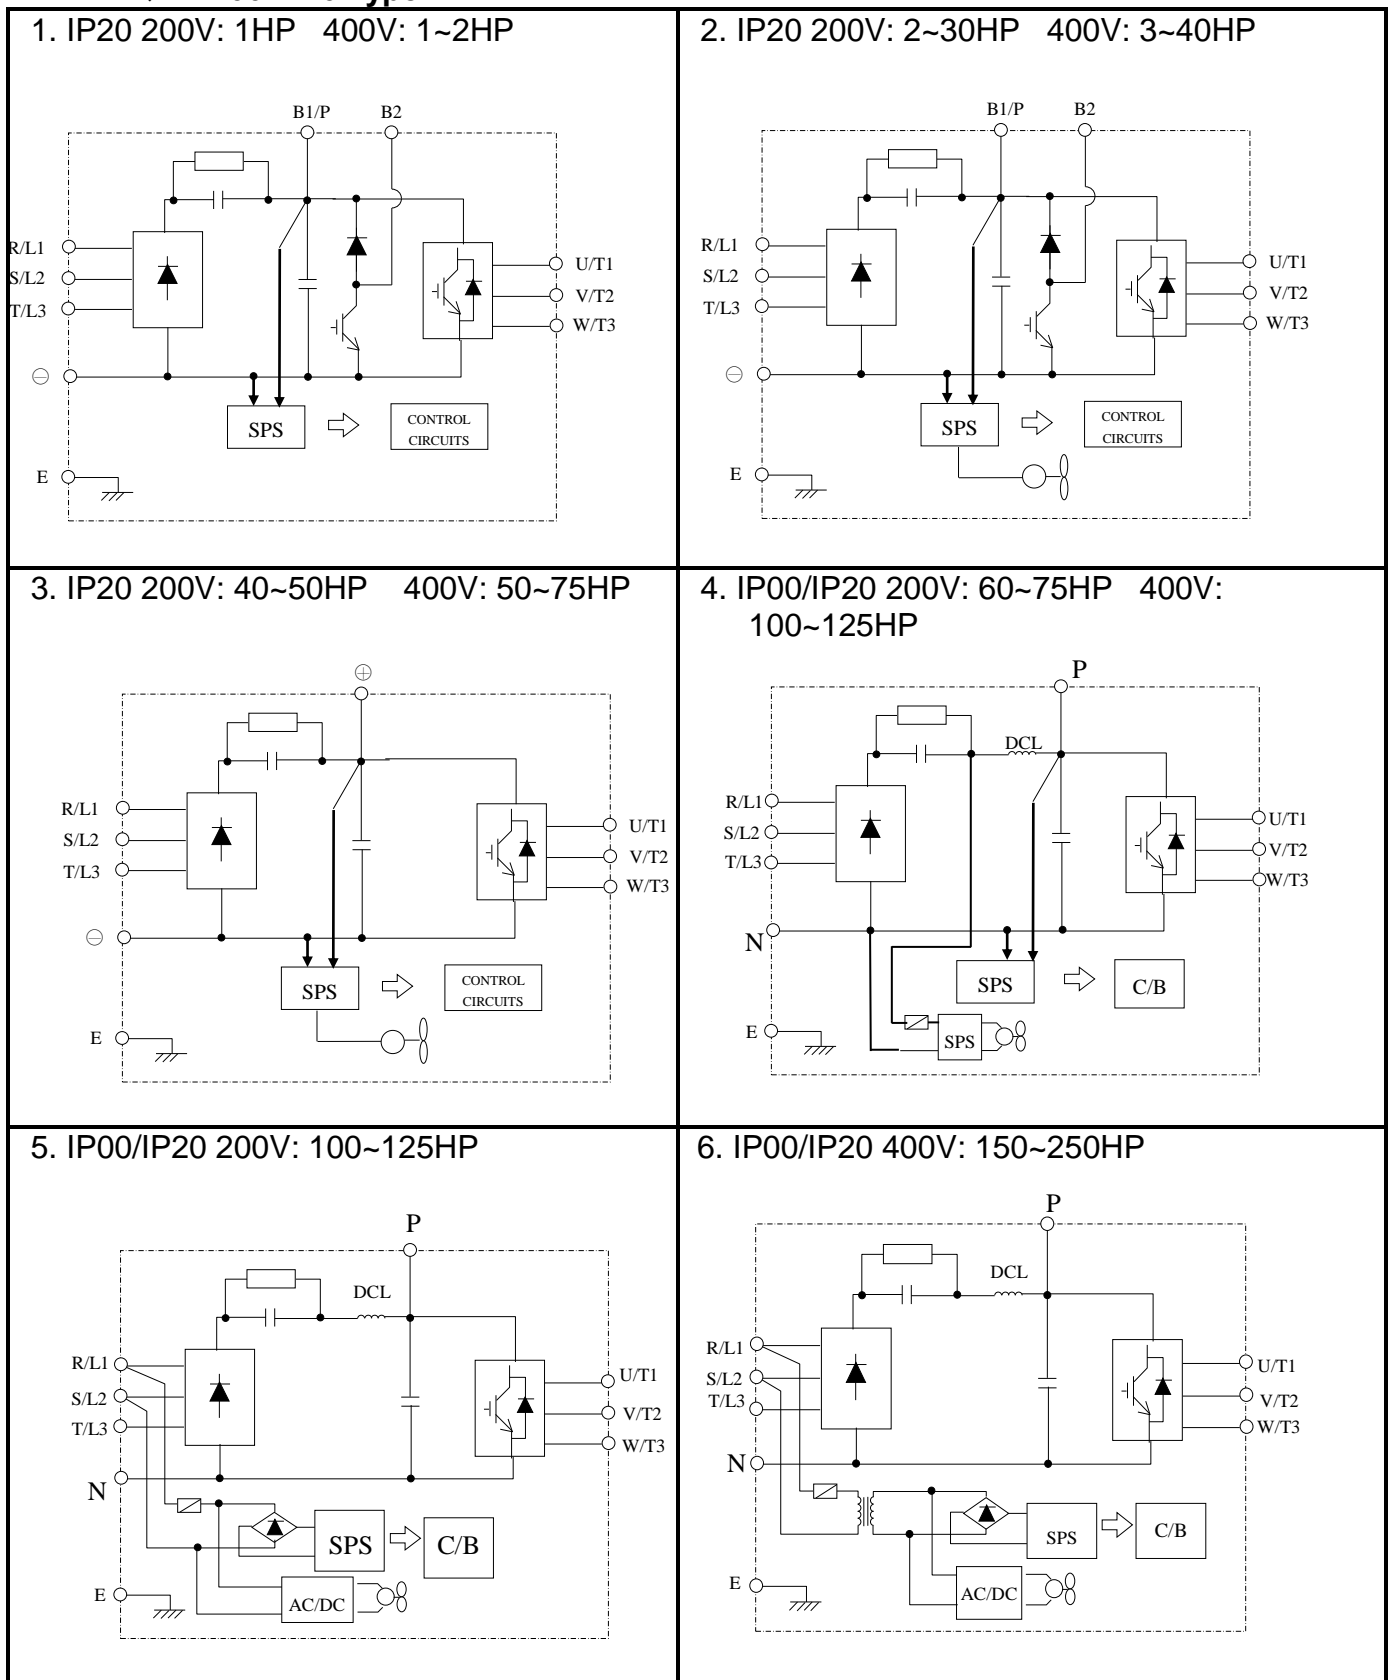 1. IP20 200V: 1HP 400V: 1~2HP
B1/P B2
R/L1
S/L2
T/L3
U/T1
V/T2
W/T3
⊖
SPS
CONTROL
CIRCUITS
E
2. IP20 200V: 2~30HP 400V: 3~40HP
B1/P B2
R/L1
S/L2
T/L3
U/T1
V/T2
W/T3
⊖
SPS
CONTROL
CIRCUITS
E
3. IP20 200V: 40~50HP 400V: 50~75HP
⊕
R/L1
S/L2
T/L3
U/T1
V/T2
W/T3
⊖
SPS
CONTROL
CIRCUITS
E
4. IP00/IP20 200V: 60~75HP 400V:
100~125HP
P
DCL
R/L1
S/L2
T/L3
U/T1
V/T2
W/T3
N
SPS
C/B
E
SPS
5. IP00/IP20 200V: 100~125HP
P
DCL
R/L1
S/L2
T/L3
U/T1
V/T2
W/T3
N
SPS
C/B
E
AC/DC
6. IP00/IP20 400V: 150~250HP
P
DCL
R/L1
S/L2
T/L3
U/T1
V/T2
W/T3
N
SPS
C/B
E
AC/DC